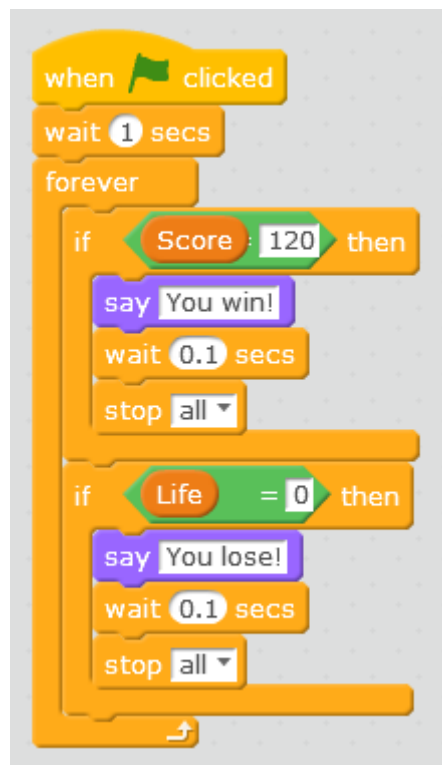 when clicked
wait 1 secs
forever
if Score 120 then
say You win!
wait 0.1 secs
stop all
if Life = 0 then
say You lose!
wait 0.1 secs
stop all